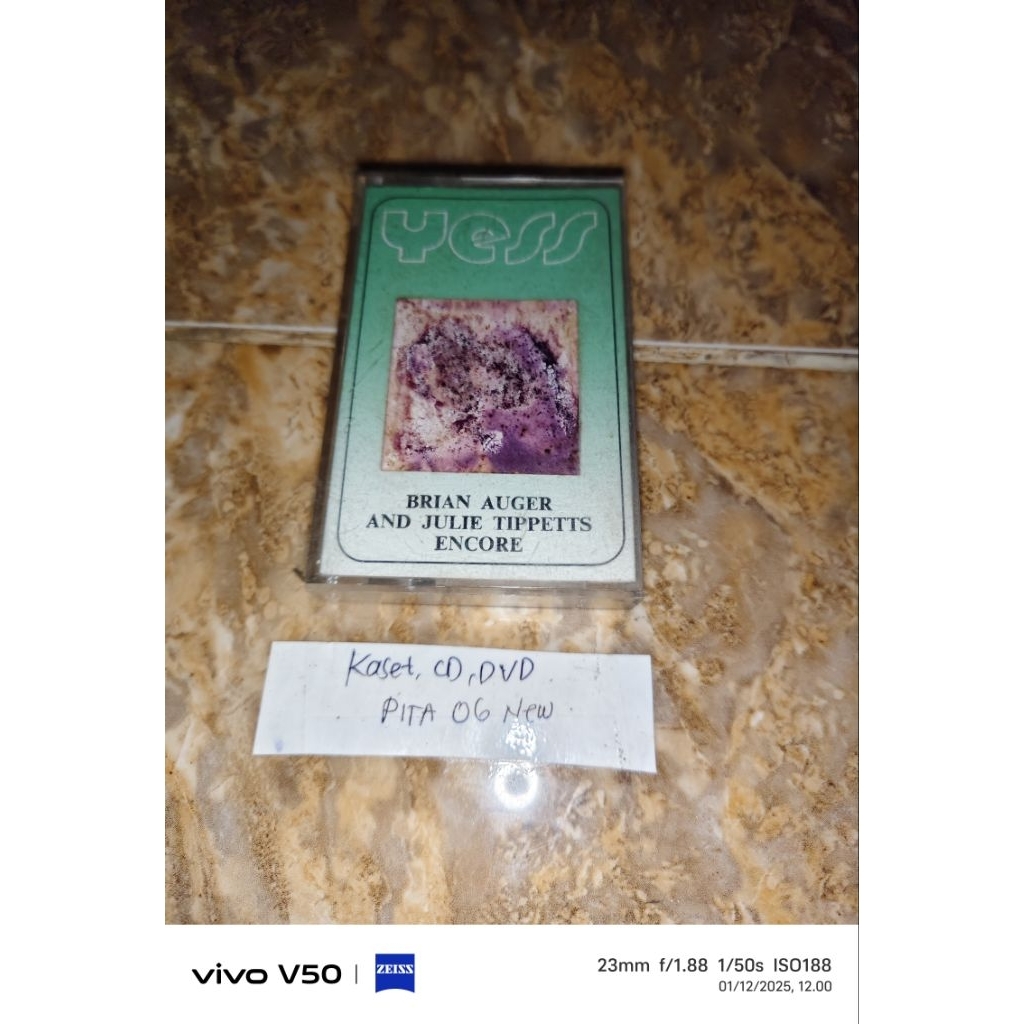 Yess
BRIAN AUGER
AND JULIE TIPPETTS
ENCORE
Kaset, CD, DVD
PITA 06 New
vivo V50 | ZEISS
23mm f/1.88 1/50s ISO188
01/12/2025, 12.00